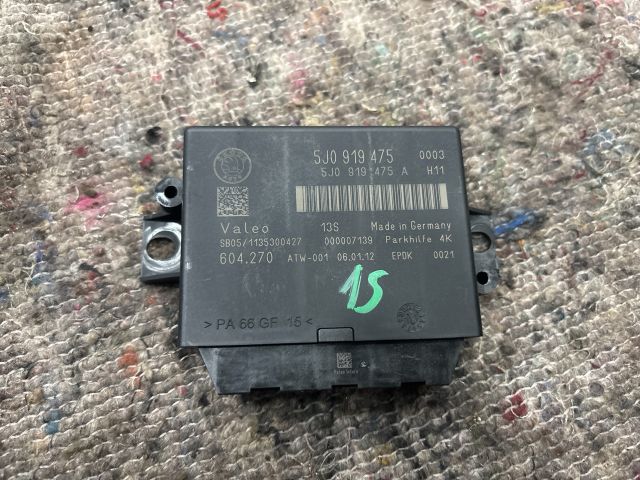 5J0 919 475 0003
5J0 919 475 A H11
Valeo 13S Made in Germany
SB05/1135300427 000007139 Parkhilfe 4K
604.270 ATW-001 06.01.12 EPDK 0021
1S
>PA 66 GF 15<